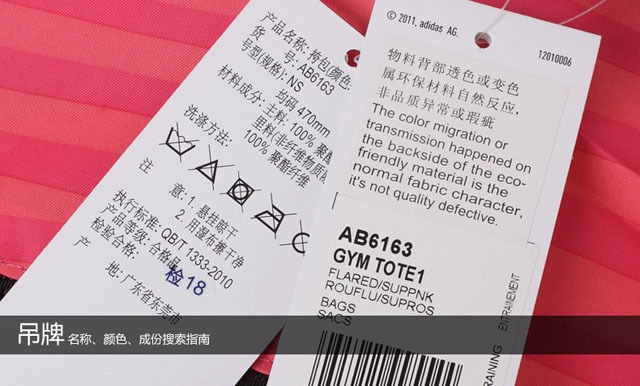 产品名称: 挎包(颜色
货 号: AB6163
号型(规格): NS
均码 470mm
材料成分: 主料: 100% 聚
里料(非纤维物质
100% 聚酯纤维
洗涤方法:
注 意: 1. 悬挂晾干
2. 用湿布擦干净
执行标准: QB/T 1333-2010
产品等级: 合格品
检验合格:
检18
产 地: 广东省东莞市
© 2011, adidas AG.
12010006
物料背部透色或变色
属环保材料自然反应,
非品质异常或瑕疵
The color migration or
transmission happened on
the backside of the eco-
friendly material is the
normal fabric character,
it's not quality defective.
AB6163
GYM TOTE1
FLARED/SUPPNK
ROUFLU/SUPROS
BAGS
SACS
TRAINING
ENTRAINEMENT
吊牌 名称、颜色、成份搜索指南